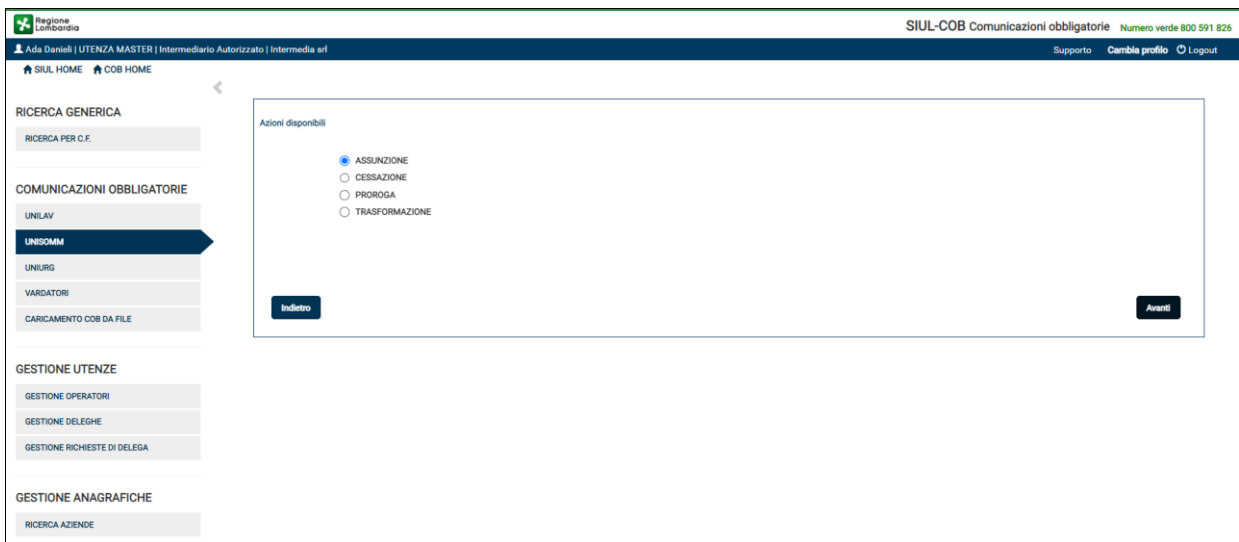 Regione
Lombardia
SIUL-COB Comunicazioni obbligatorie Numero verde 800 591 826
Ada Danieli | UTENZA MASTER | Intermediario Autorizzato | Intermedia srl
Supporto Cambia profilo Logout
SIUL HOME COB HOME
RICERCA GENERICA
RICERCA PER C.F.
COMUNICAZIONI OBBLIGATORIE
UNILAV
UNISOMM
UNIURG
VARDATORI
CARICAMENTO COB DA FILE
GESTIONE UTENZE
GESTIONE OPERATORI
GESTIONE DELEGHE
GESTIONE RICHIESTE DI DELEGA
GESTIONE ANAGRAFICHE
RICERCA AZIENDE
Azioni disponibili
ASSUNZIONE
CESSAZIONE
PROROGA
TRASFORMAZIONE
Indietro
Avanti